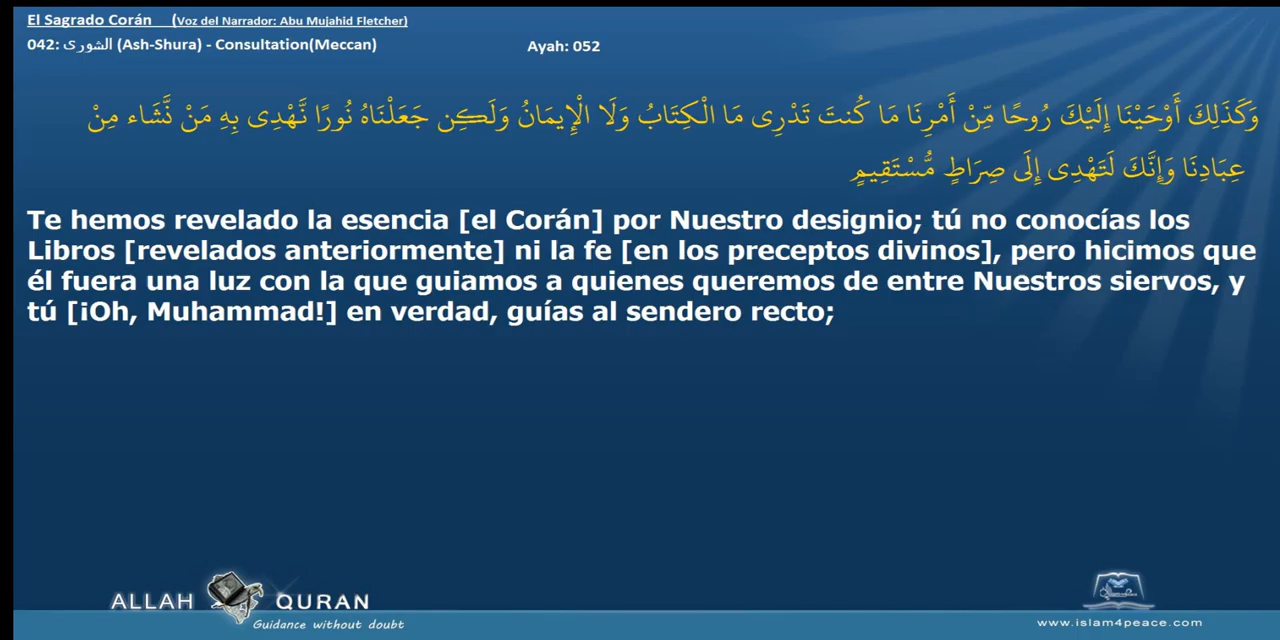 El Sagrado Corán (Voz del Narrador: Abu Mujahid Fletcher)
042: الشورى (Ash-Shura) - Consultation(Meccan) Ayah: 052
وَكَذَلِكَ أَوْحَيْنَا إِلَيْكَ رُوحًا مِّنْ أَمْرِنَا مَا كُنتَ تَدْرِى مَا الْكِتَابُ وَلَا الْإِيمَانُ وَلَكِن جَعَلْنَاهُ نُورًا نَّهْدِى بِهِ مَنْ نَّشَاء مِنْ
عِبَادِنَا وَإِنَّكَ لَتَهْدِى إِلَى صِرَاطٍ مُّسْتَقِيمٍ
Te hemos revelado la esencia [el Corán] por Nuestro designio; tú no conocías los
Libros [revelados anteriormente] ni la fe [en los preceptos divinos], pero hicimos que
él fuera una luz con la que guiamos a quienes queremos de entre Nuestros siervos, y
tú [¡Oh, Muhammad!] en verdad, guías al sendero recto;
ALLAH QURAN
Guidance without doubt
www.islam4peace.com